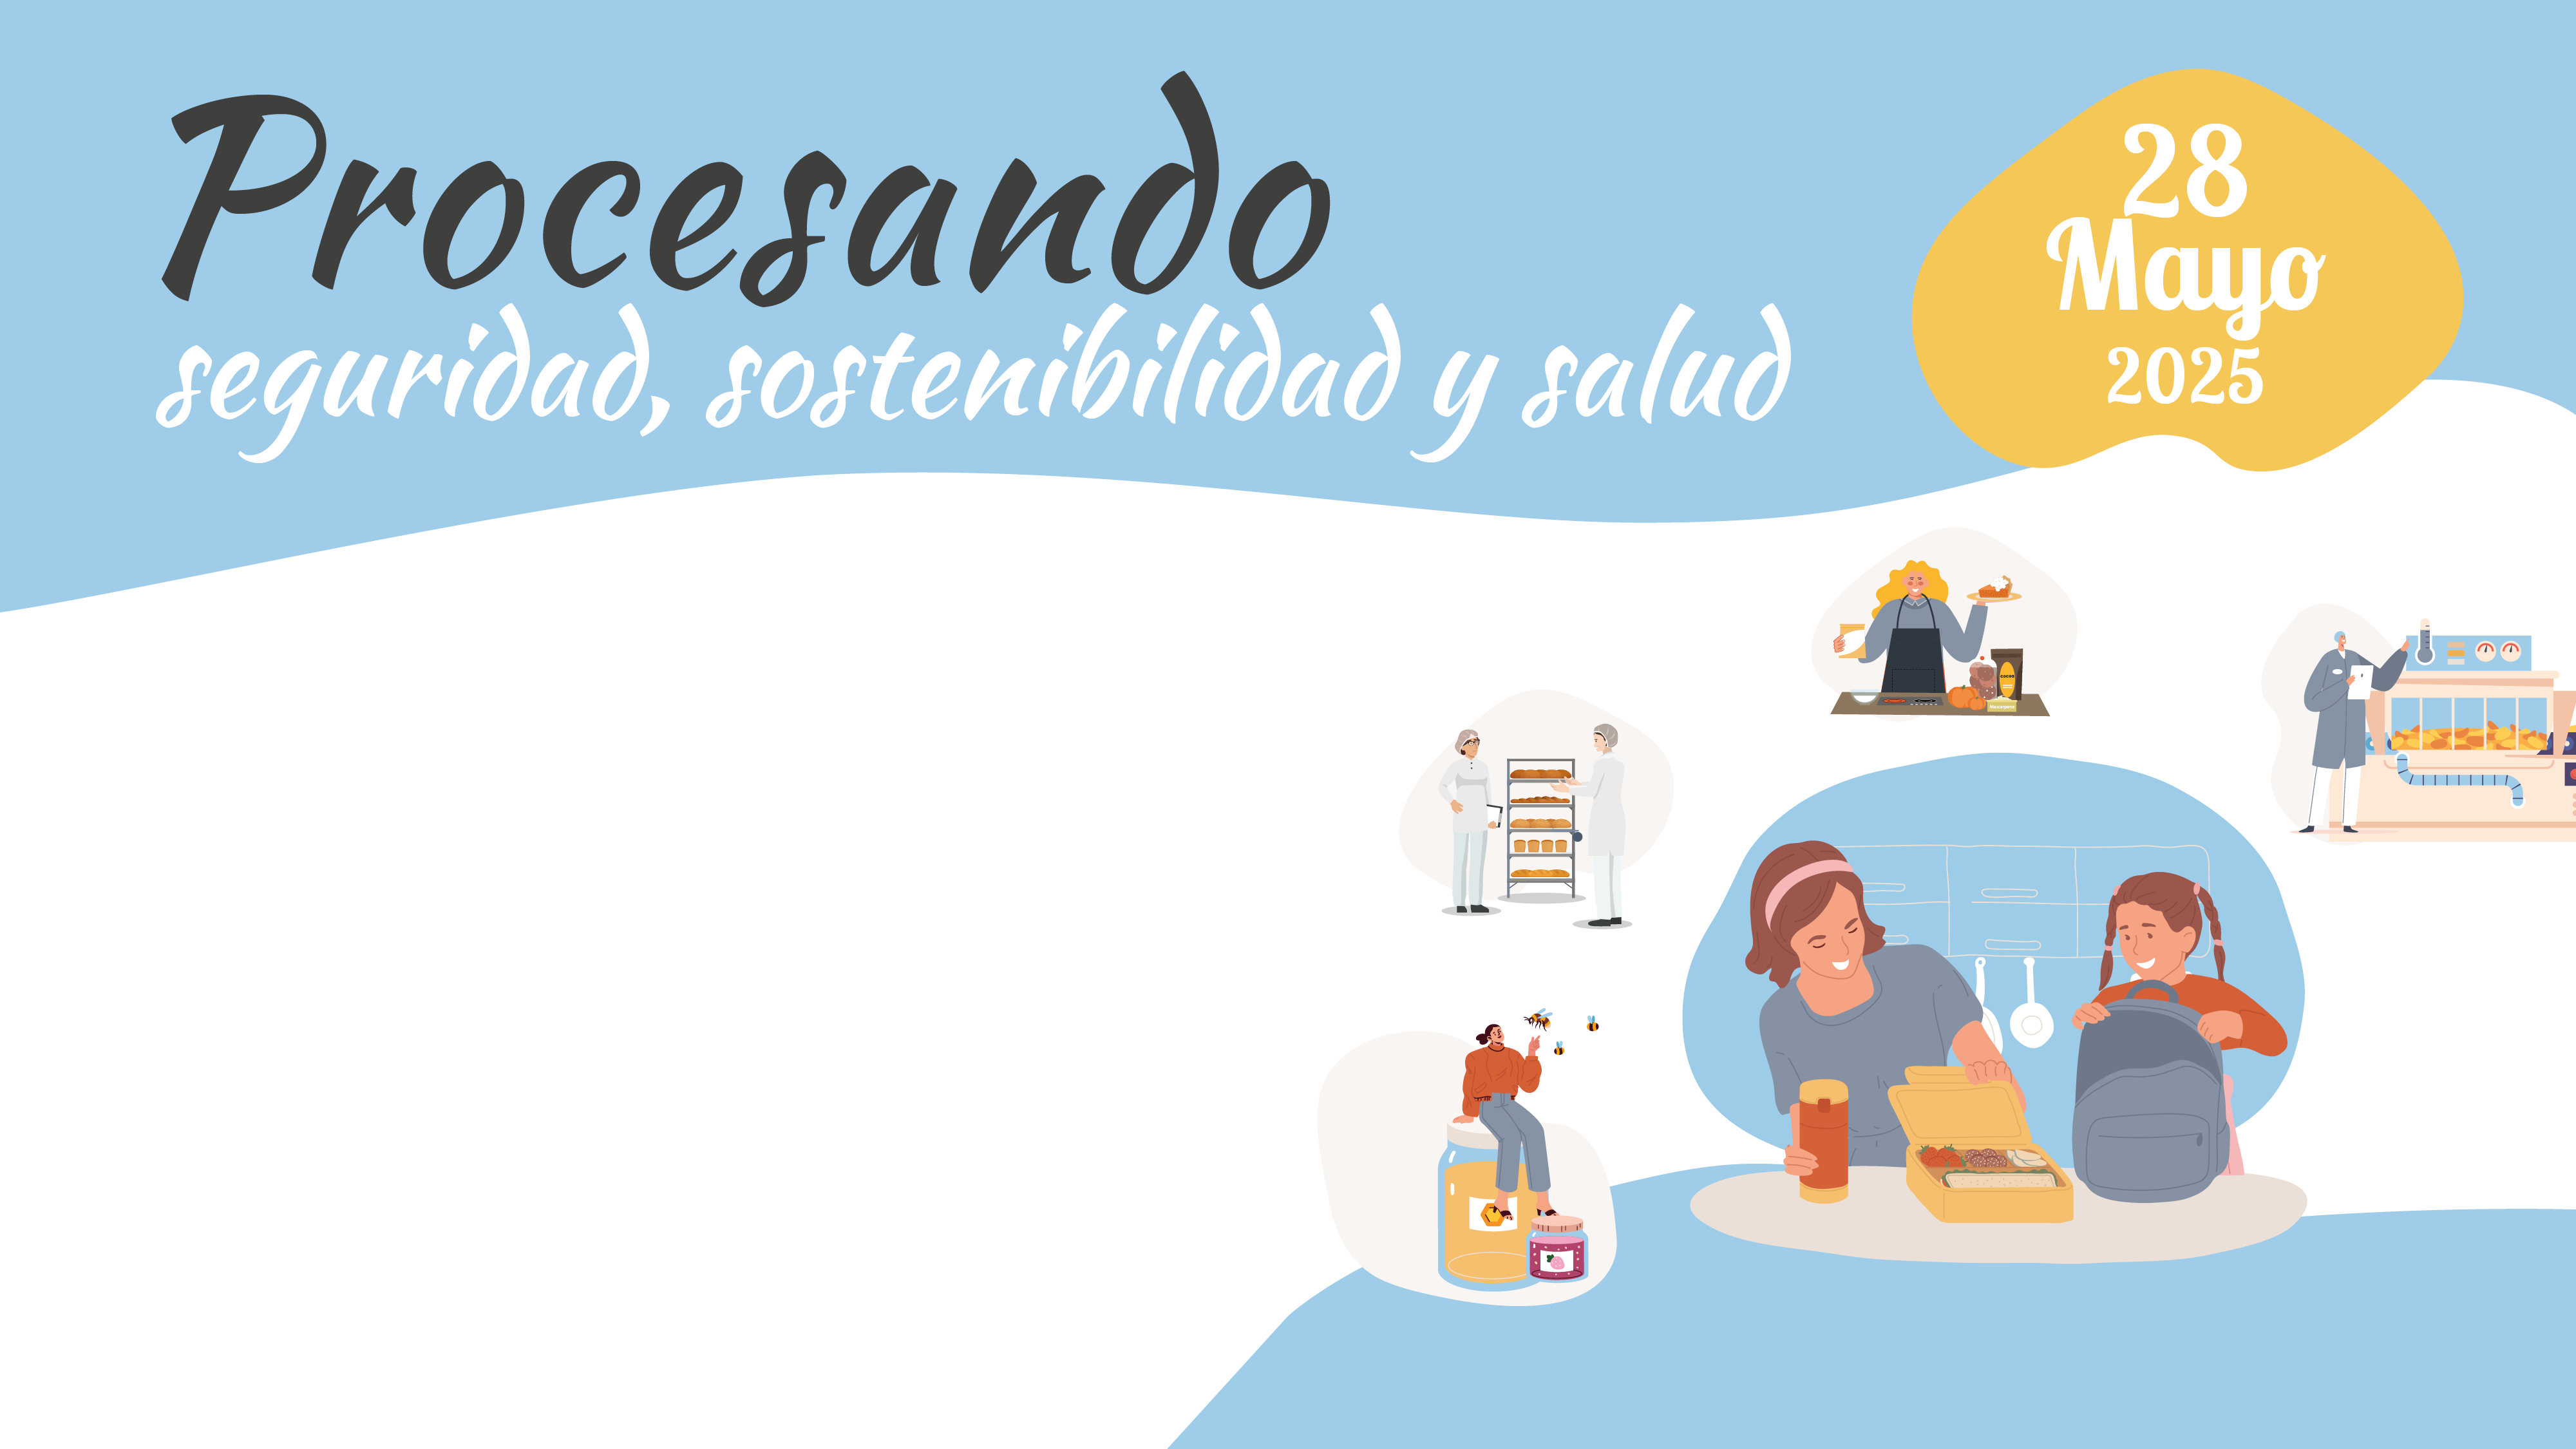 Procesando
seguridad, sostenibilidad y salud
28
Mayo
2025